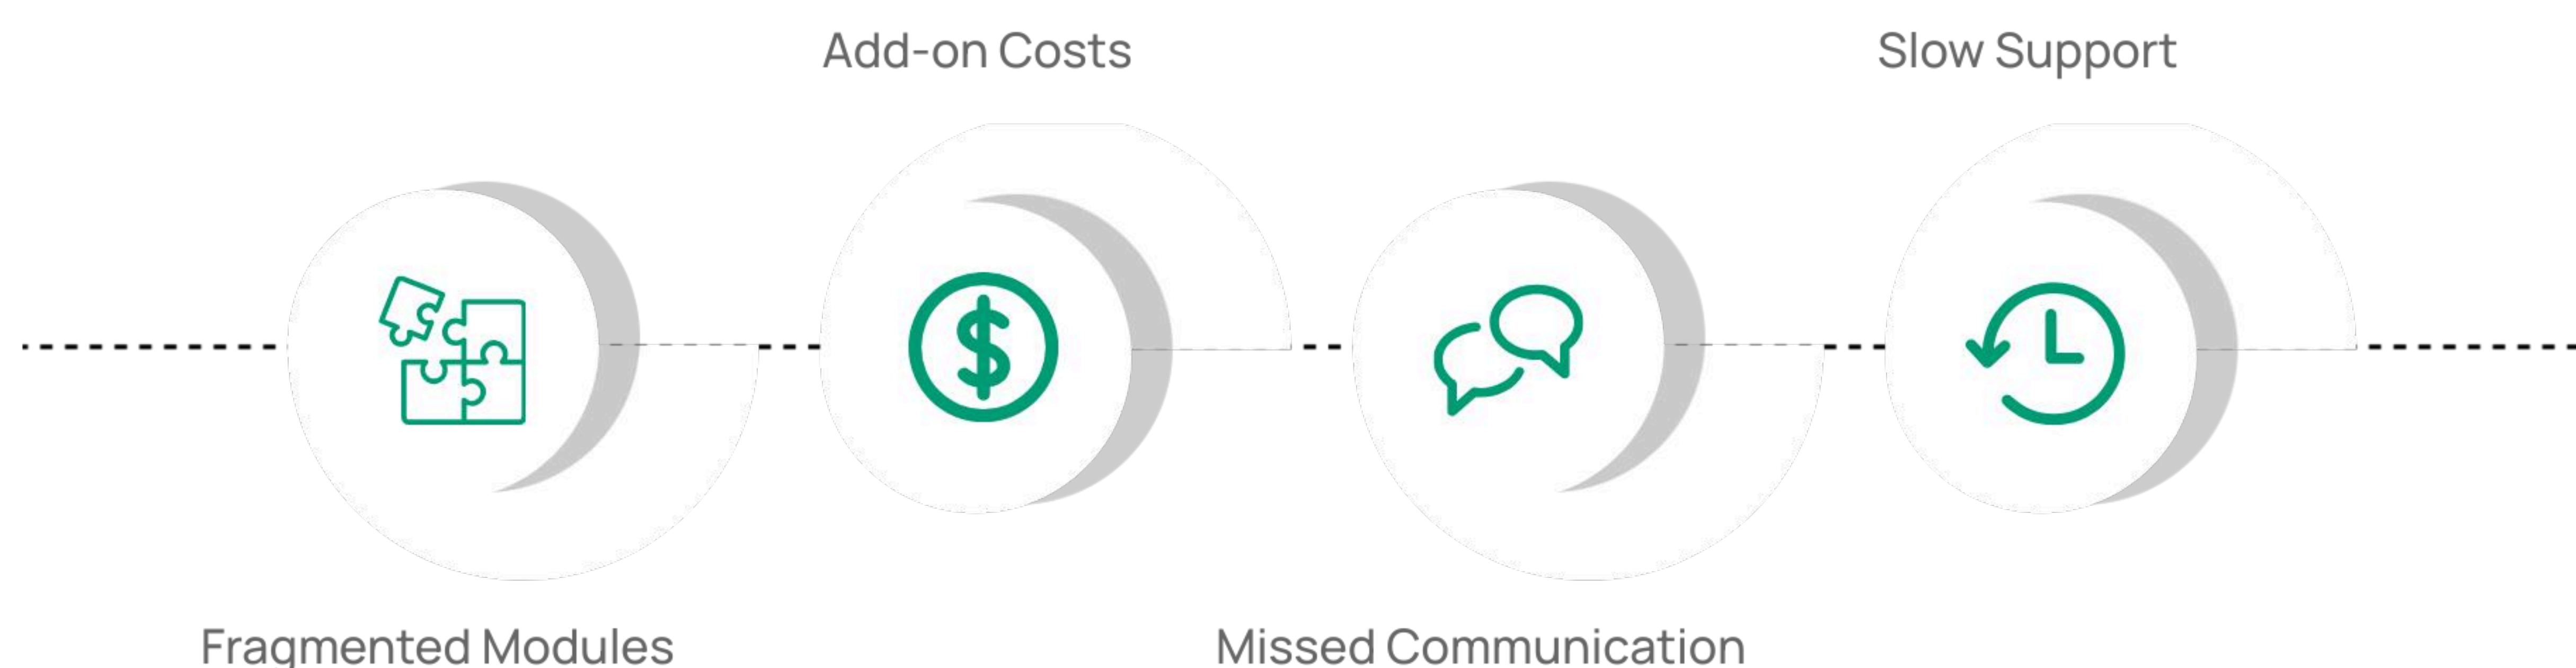 Add-on Costs
Slow Support
Fragmented Modules
Missed Communication